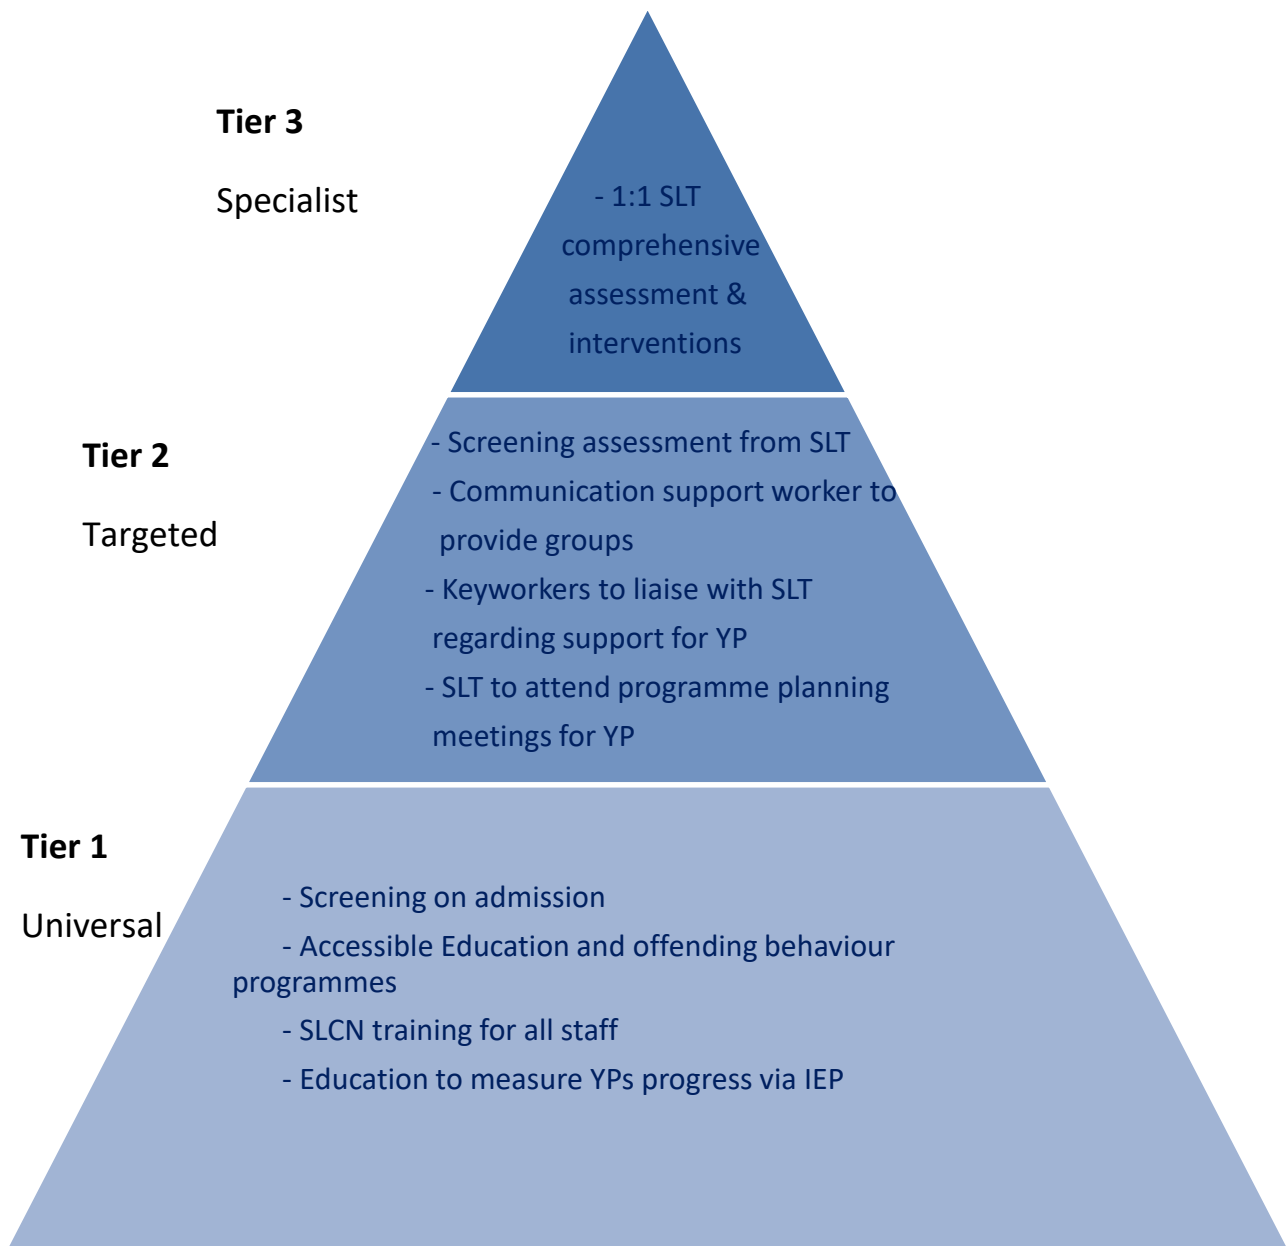 Tier 3
Specialist
- 1:1 SLT
comprehensive
assessment &
interventions
Tier 2
Targeted
- Screening assessment from SLT
- Communication support worker to
provide groups
- Keyworkers to liaise with SLT
regarding support for YP
- SLT to attend programme planning
meetings for YP
Tier 1
Universal
- Screening on admission
- Accessible Education and offending behaviour
programmes
- SLCN training for all staff
- Education to measure YPs progress via IEP